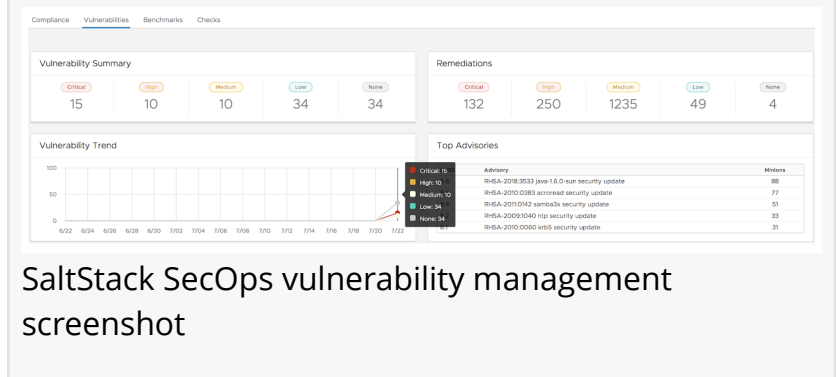 Compliance Vulnerabilities Benchmarks Checks
Vulnerability Summary
Critical High Medium Low None
15 10 10 34 34
Remediations
Critical High Medium Low None
132 250 1235 49 4
Vulnerability Trend
100
50
0
6/22 6/24 6/26 6/28 6/30 7/02 7/04 7/06 7/08 7/10 7/12 7/14 7/16 7/18 7/20 7/22
Critical: 15
High: 10
Medium: 10
Low: 34
None: 34
Top Advisories
Advisory Minions
RHSA-2018:3533 java-1.6.0-sun security update 88
RHSA-2010:0383 acroread security update 77
RHSA-2011:0142 samba3x security update 51
RHSA-2009:1040 ntp security update 33
RHSA-2010:0060 krb5 security update 31
SaltStack SecOps vulnerability management
screenshot